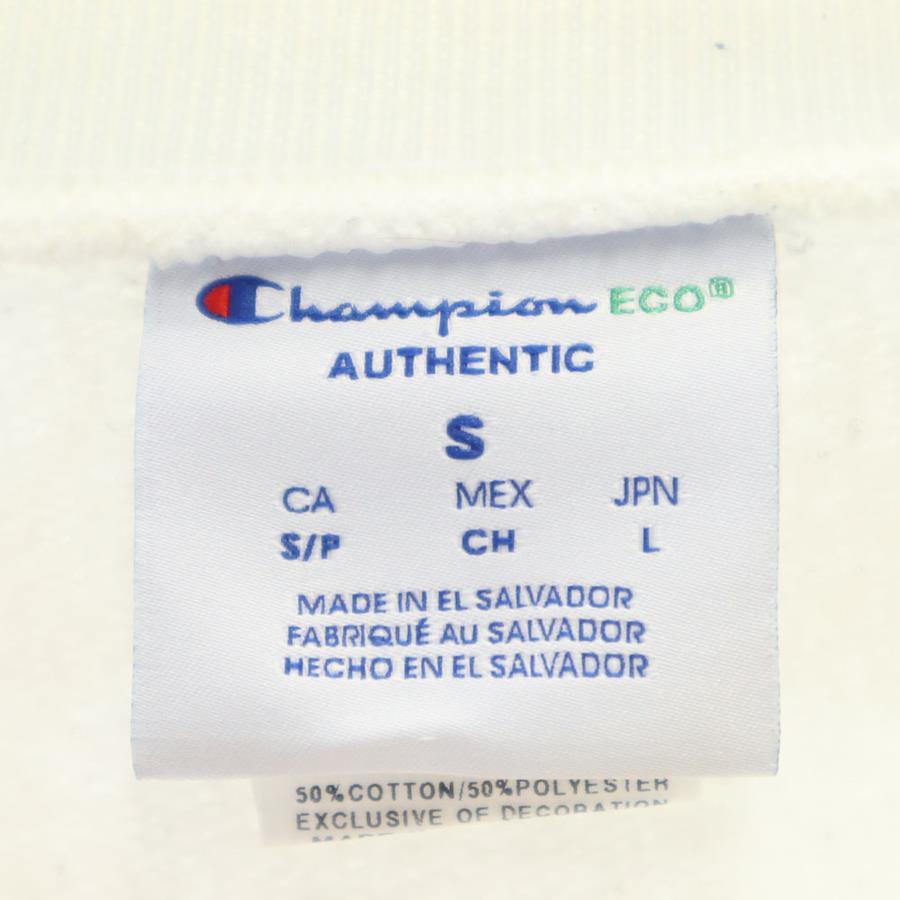 Champion ECO®
AUTHENTIC
S
CA MEX JPN
S/P CH L
MADE IN EL SALVADOR
FABRIQUÉ AU SALVADOR
HECHO EN EL SALVADOR
50%COTTON/50%POLYESTER
EXCLUSIVE OF DECORATION